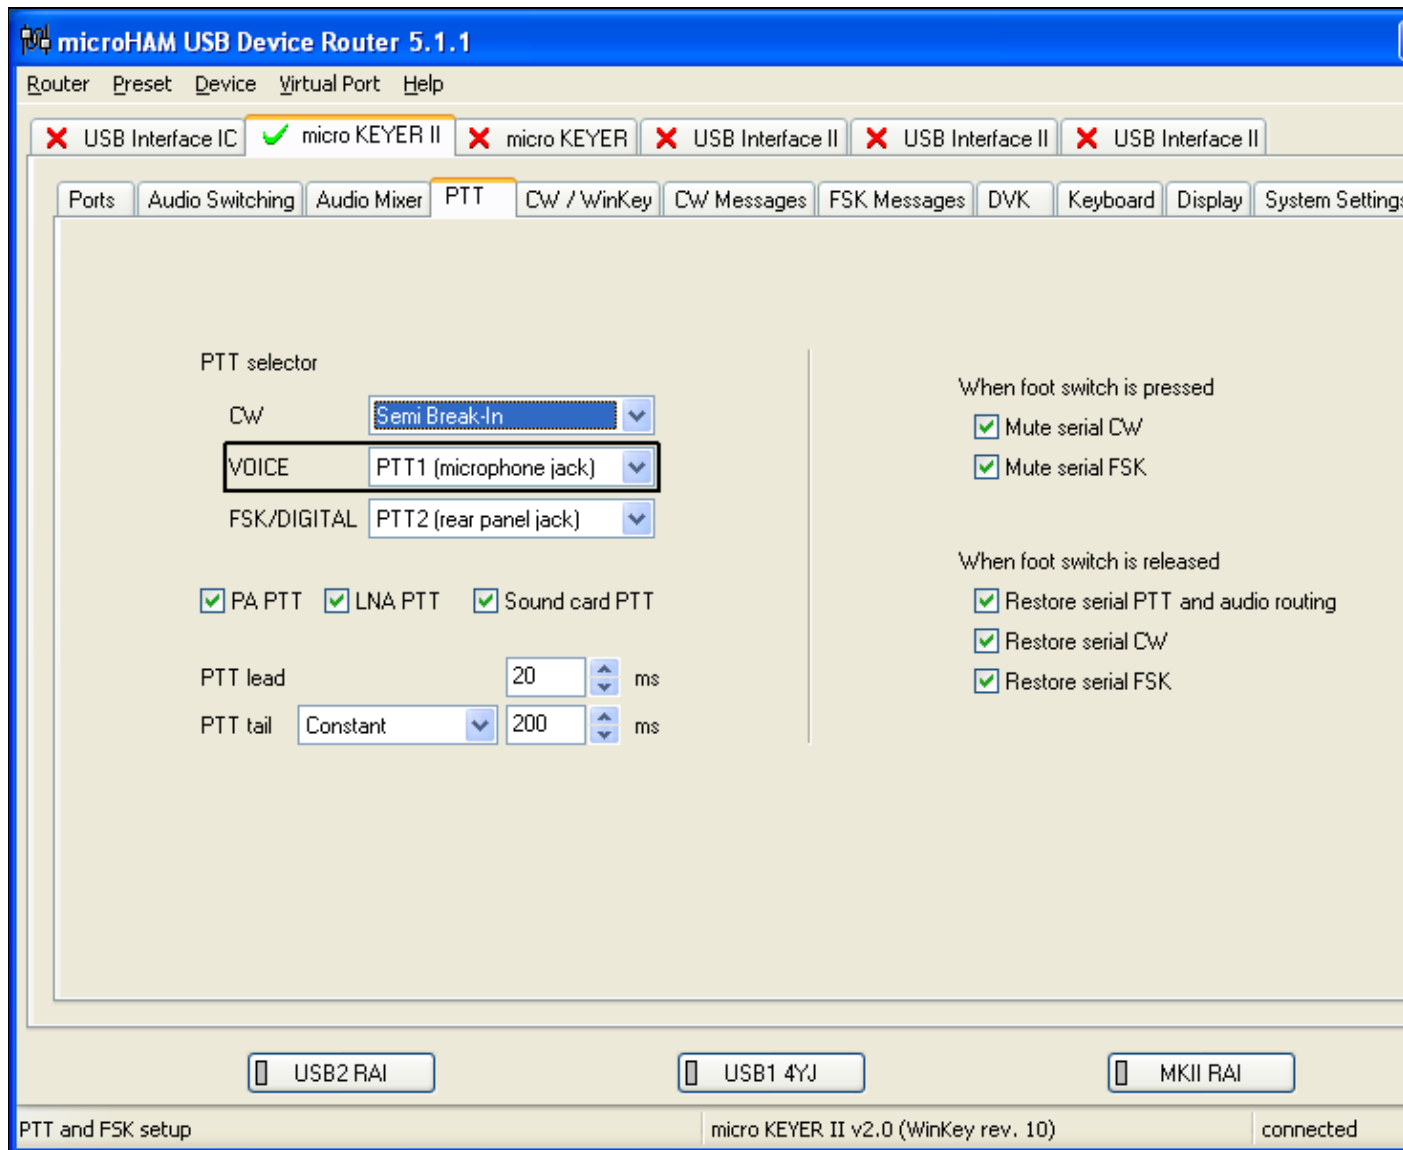 microHAM USB Device Router 5.1.1
Router Preset Device Virtual Port Help
USB Interface IC micro KEYER II micro KEYER USB Interface II USB Interface II USB Interface II
Ports Audio Switching Audio Mixer PTT CW / WinKey CW Messages FSK Messages DVK Keyboard Display System Settings
PTT selector
CW Semi Break-In
VOICE PTT1 (microphone jack)
FSK/DIGITAL PTT2 (rear panel jack)
PA PTT LNA PTT Sound card PTT
PTT lead 20 ms
PTT tail Constant 200 ms
When foot switch is pressed
Mute serial CW
Mute serial FSK
When foot switch is released
Restore serial PTT and audio routing
Restore serial CW
Restore serial FSK
USB2 RAI USB1 4YJ MKII RAI
PTT and FSK setup micro KEYER II v2.0 (WinKey rev. 10) connected